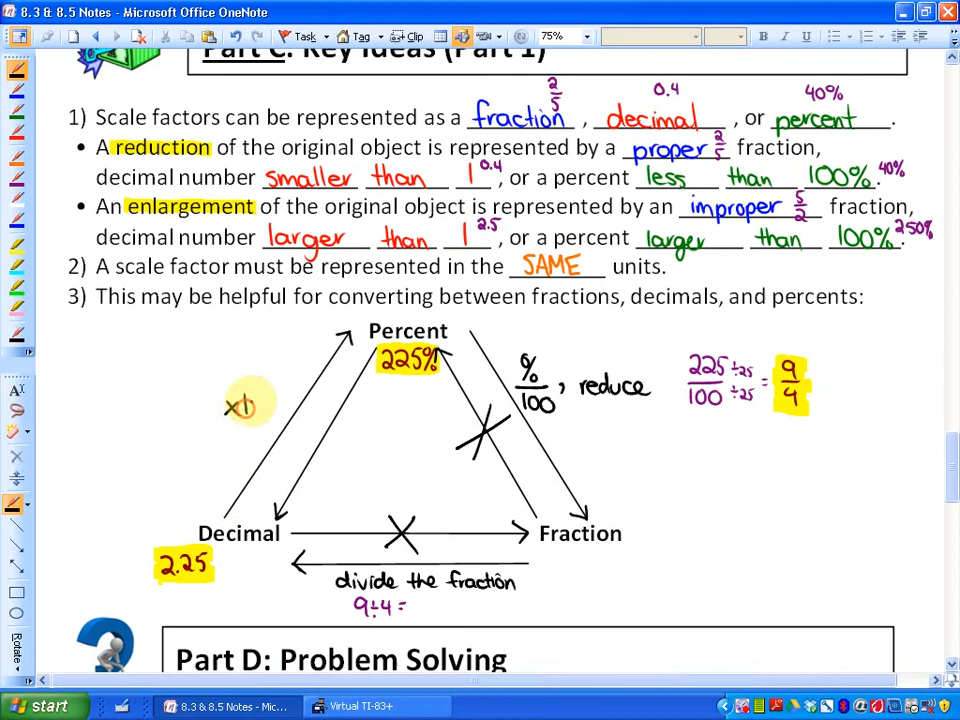 8.3 & 8.5 Notes - Microsoft Office OneNote
Task Tag Clip 75% B I U
Part C: Key Ideas (Part 1)
2/5 0.4 40%
1) Scale factors can be represented as a fraction, decimal, or percent.
• A reduction of the original object is represented by a proper 2/5 fraction,
decimal number smaller than 1 0.4, or a percent less than 100%. 40%
• An enlargement of the original object is represented by an improper 5/2 fraction,
decimal number larger than 1 2.5, or a percent larger than 100%. 250%
2) A scale factor must be represented in the SAME units.
3) This may be helpful for converting between fractions, decimals, and percents:
Percent
225%
%/100, reduce 225/100 ÷25/÷25 = 9/4
x10
Decimal Fraction
2.25
divide the fraction
9÷4=
Part D: Problem Solving
Rotate
start 8.3 & 8.5 Notes - Mi... Virtual TI-83+